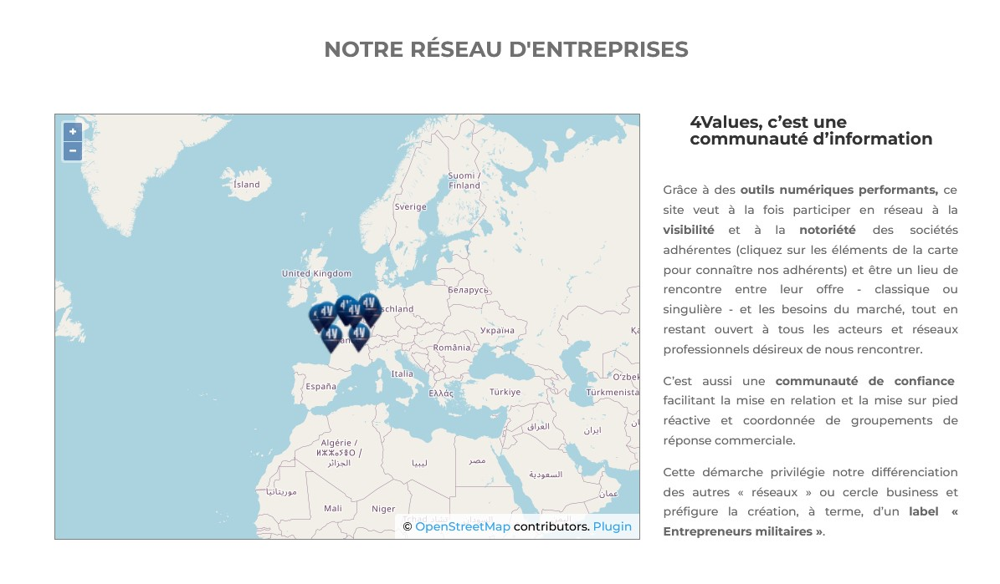 NOTRE RÉSEAU D'ENTREPRISES
+
−
Ísland
Suomi /
Finland
Sverige
United Kingdom
Беларусь
schland
Україна
România
Italia
España
Ελλάς
Türkiye
Türkmenista
العراق
ایران
Algérie /
الجزائر
ليبيا
مصر
السعودية
موريتانيا
عمان
Mali
Niger
4V
4V
4V
4V
4V
4V
© OpenStreetMap contributors. Plugin
4Values, c’est une
communauté d’information
Grâce à des outils numériques performants, ce
site veut à la fois participer en réseau à la
visibilité et à la notoriété des sociétés
adhérentes (cliquez sur les éléments de la carte
pour connaître nos adhérents) et être un lieu de
rencontre entre leur offre - classique ou
singulière - et les besoins du marché, tout en
restant ouvert à tous les acteurs et réseaux
professionnels désireux de nous rencontrer.
C’est aussi une communauté de confiance
facilitant la mise en relation et la mise sur pied
réactive et coordonnée de groupements de
réponse commerciale.
Cette démarche privilégie notre différenciation
des autres « réseaux » ou cercle business et
préfigure la création, à terme, d’un label «
Entrepreneurs militaires ».